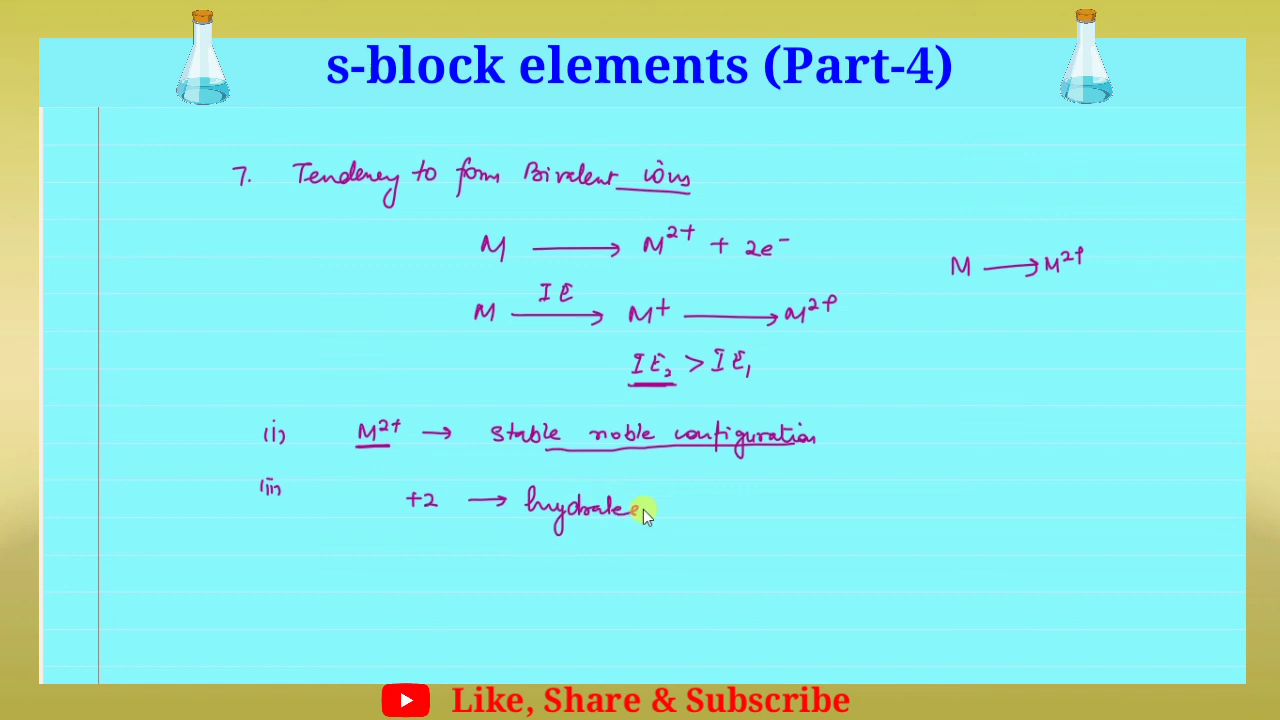 s-block elements (Part-4)
7. Tendency to form Bivalent ions
M ⟶ M²⁺ + 2e⁻
M ⟶ M²⁺
IE
M ⟶ M⁺ ⟶ M²⁺
IE₂ > IE₁
(i) M²⁺ → stable noble configuration
(ii) +2 → hydrate
Like, Share & Subscribe